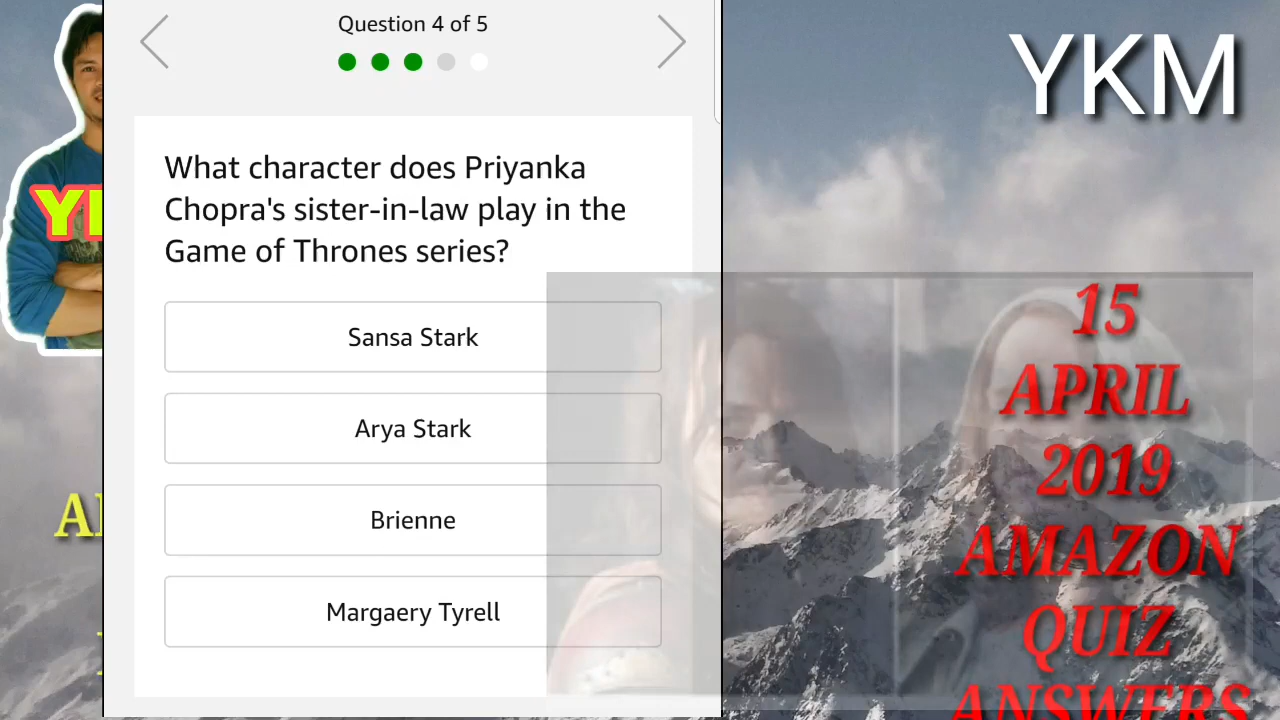 Question 4 of 5
YKM
What character does Priyanka
Chopra's sister-in-law play in the
Game of Thrones series?
Sansa Stark
Arya Stark
Brienne
Margaery Tyrell
15
APRIL
2019
AMAZON
QUIZ
ANSWERS